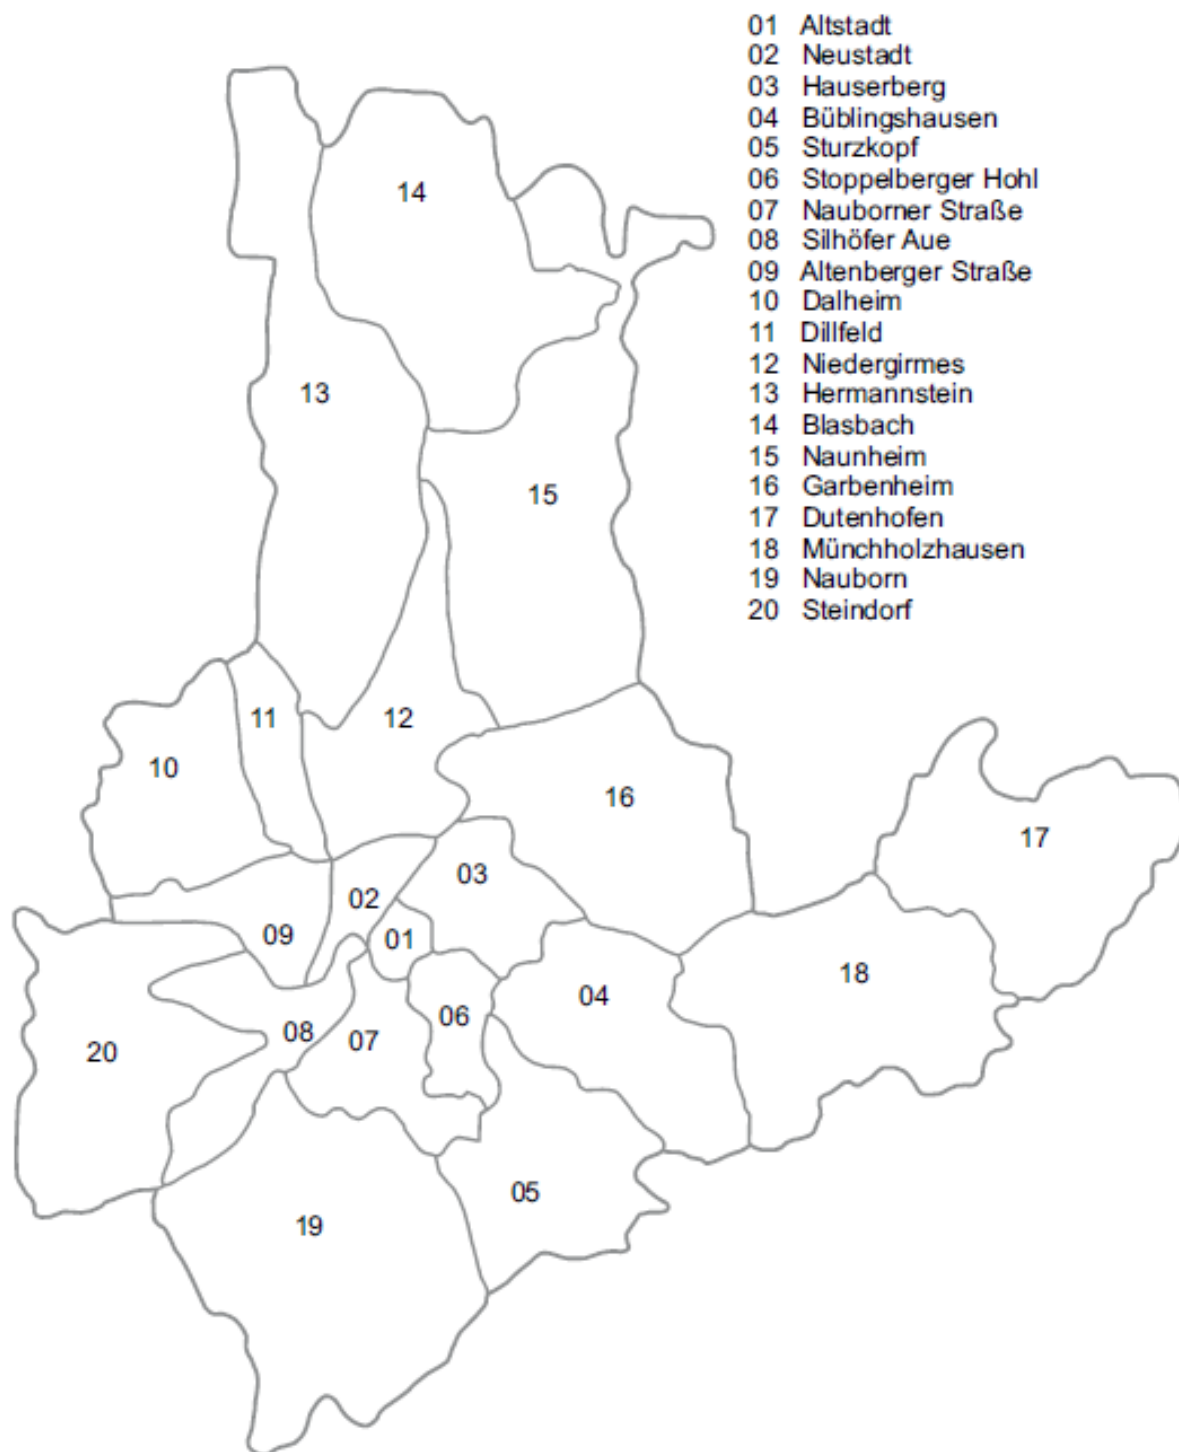 01 Altstadt
02 Neustadt
03 Hauserberg
04 Büblingshausen
05 Sturzkopf
06 Stoppelberger Hohl
07 Nauborner Straße
08 Silhöfer Aue
09 Altenberger Straße
10 Dalheim
11 Dillfeld
12 Niedergirmes
13 Hermannstein
14 Blasbach
15 Naunheim
16 Garbenheim
17 Dutenhofen
18 Münchholzhausen
19 Nauborn
20 Steindorf
14
13
15
11
12
10
16
17
03
02
01
09
18
04
06
08
07
20
05
19